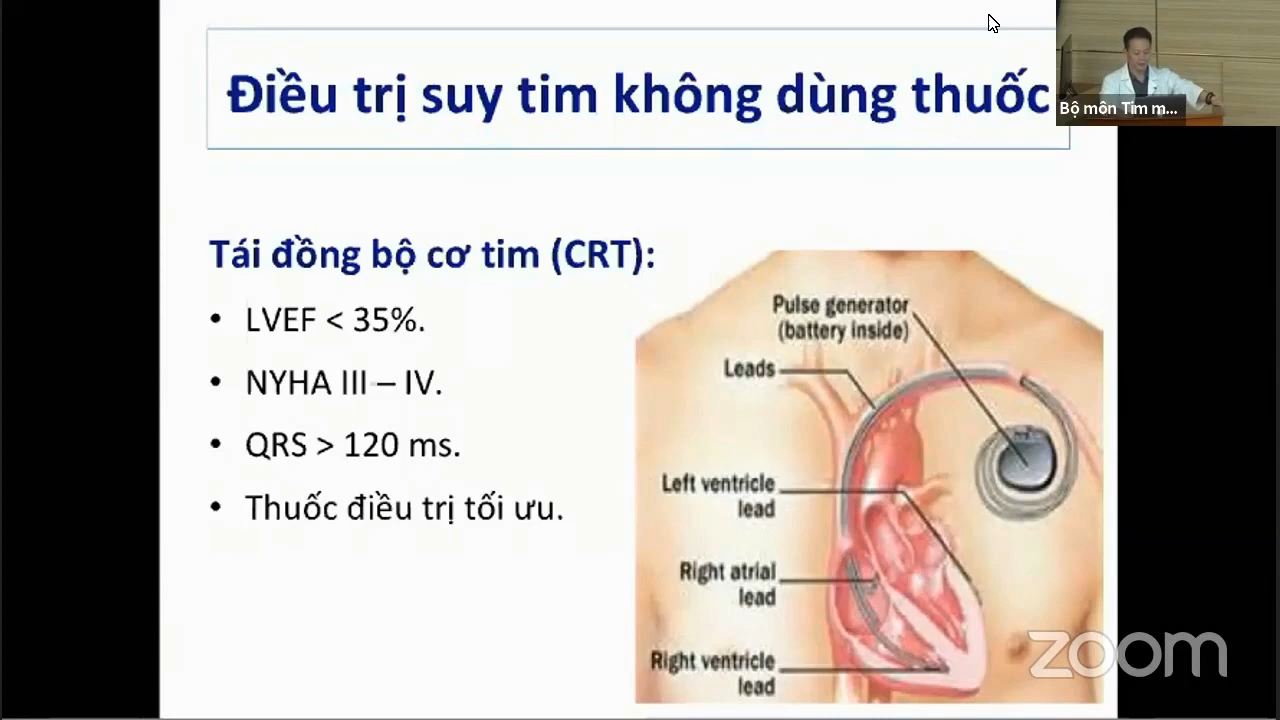 Điều trị suy tim không dùng thuốc
Bộ môn Tim m...
Tái đồng bộ cơ tim (CRT):
• LVEF < 35%.
• NYHA III – IV.
• QRS > 120 ms.
• Thuốc điều trị tối ưu.
Pulse generator
(battery inside)
Leads
Left ventricle
lead
Right atrial
lead
Right ventricle
lead
zoom